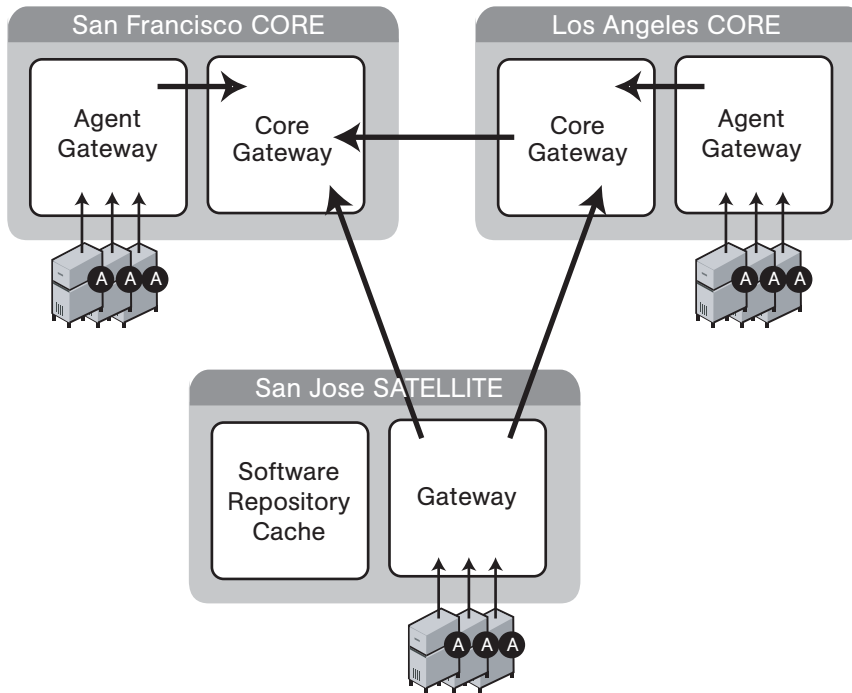 San Francisco CORE
Los Angeles CORE
Agent
Gateway
Core
Gateway
Core
Gateway
Agent
Gateway
A A A
A A A
San Jose SATELLITE
Software
Repository
Cache
Gateway
A A A